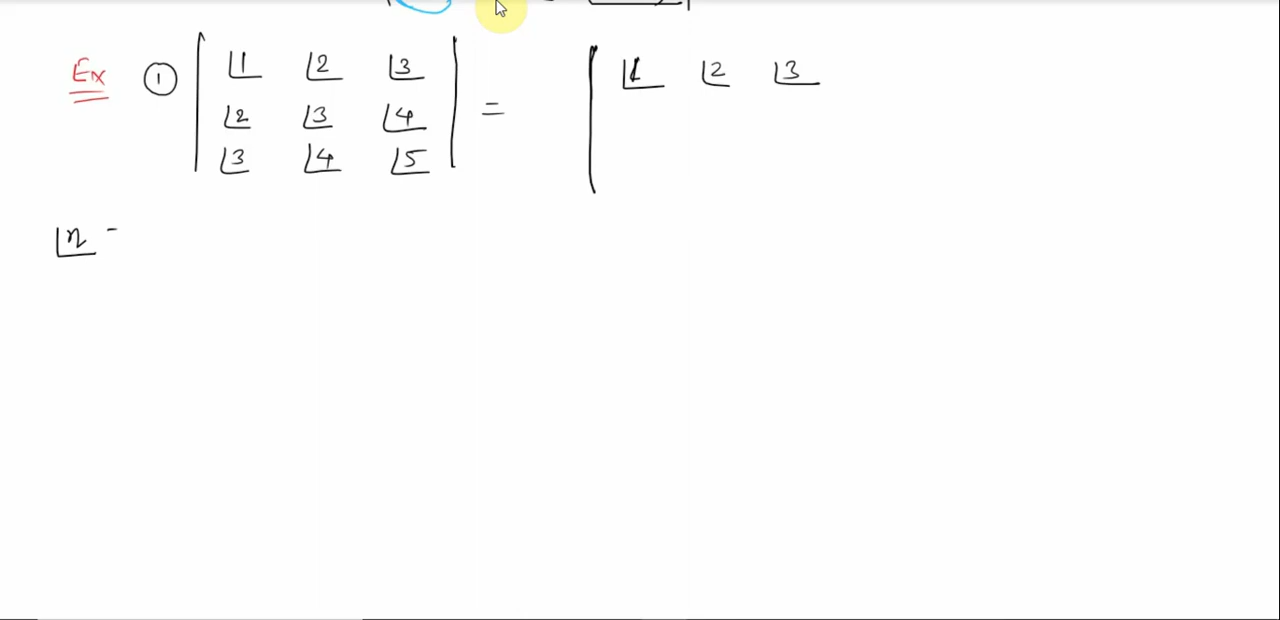 Ex ① | ⌊1 ⌊2 ⌊3 | = | ⌊1 ⌊2 ⌊3
⌊2 ⌊3 ⌊4
⌊3 ⌊4 ⌊5
⌊n =